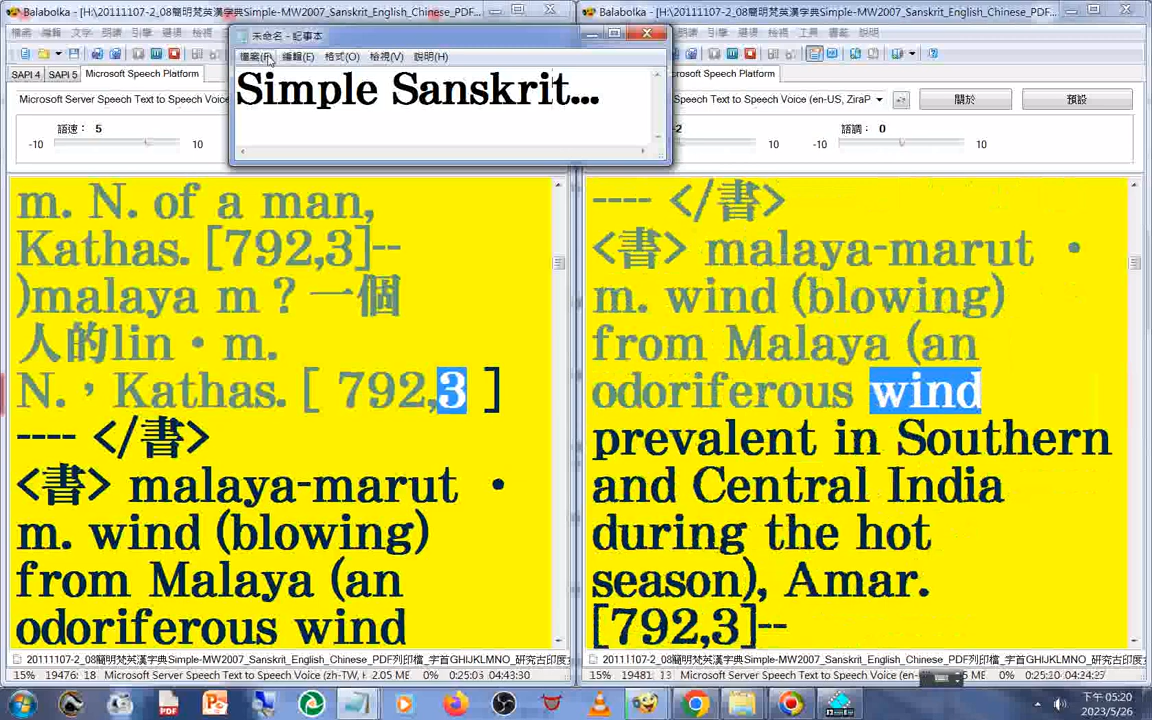 Balabolka - [H:\20111107-2_08簡明梵英漢字典Simple-MW2007_Sanskrit_English_Chinese_PDF
Balabolka - [H:\20111107-2_08簡明梵英漢字典Simple-MW2007_Sanskrit_English_Chinese_PDF
未命名 - 記事本
檔案(F) 編輯(E) 格式(O) 檢視(V) 說明(H)
Simple Sanskrit...
SAPI 4 SAPI 5 Microsoft Speech Platform
Speech Platform
Microsoft Server Speech Text to Speech Voice
Speech Text to Speech Voice (en-US, ZiraP
關於
預設
語速： 5
-10 10
-2
10
語調： 0
-10 10
m. N. of a man,
Kathas. [792,3]--
)malaya m？一個
人的lin・m.
N.，Kathas. [ 792,3 ]
---- </書>
<書> malaya-marut ・
m. wind (blowing)
from Malaya (an
odoriferous wind
---- </書>
<書> malaya-marut ・
m. wind (blowing)
from Malaya (an
odoriferous wind
prevalent in Southern
and Central India
during the hot
season), Amar.
[792,3]--
20111107-2_08簡明梵英漢字典Simple-MW2007_Sanskrit_English_Chinese_PDF列印檔_字首GHIJKLMNO_研究古印度
20111107-2_08簡明梵英漢字典Simple-MW2007_Sanskrit_English_Chinese_PDF列印檔_字首GHIJKLMNO_研究古印度
15% 19476: 18 Microsoft Server Speech Text to Speech Voice (zh-TW, 2.05 ME 0% 0:25:05 04:43:30
15% 19481: 13 Microsoft Server Speech Text to Speech Voice ME 0% 0:25:10
下午 05:20
2023/5/26